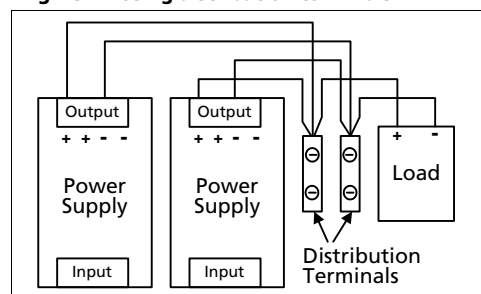 Output
+ + - -
Power
Supply
Input
Output
+ + - -
Power
Supply
Input
+ -
Load
Distribution
Terminals